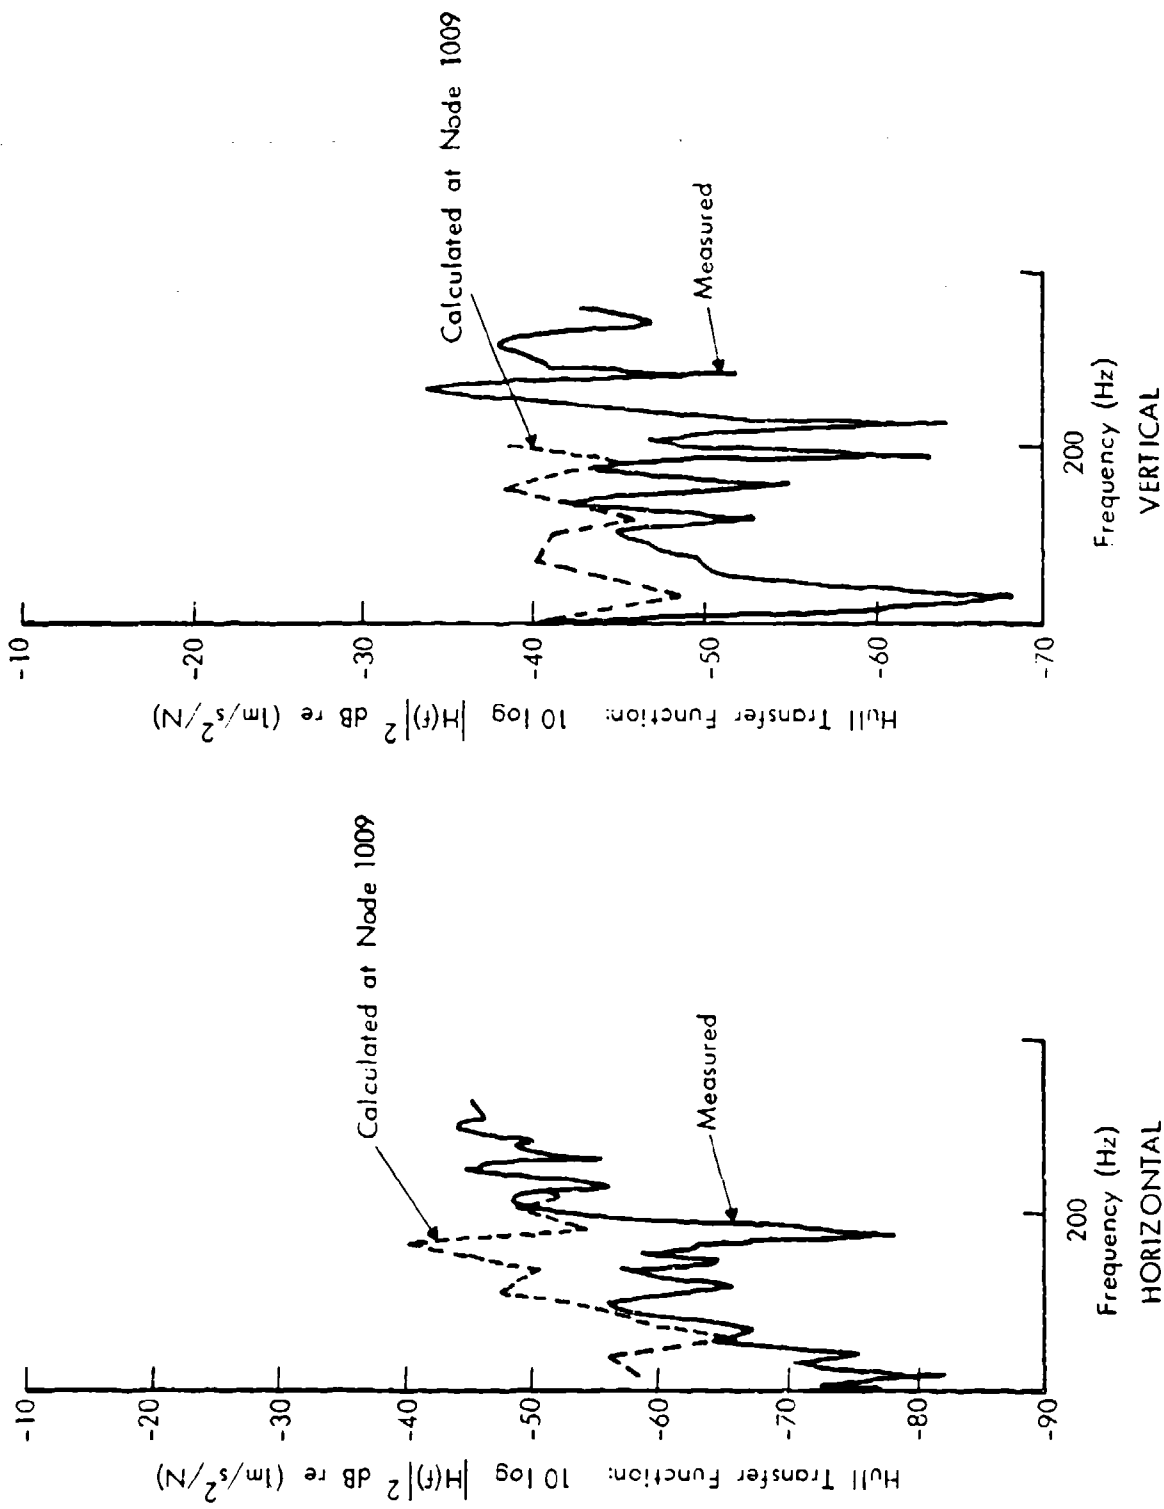 Hull Transfer Function: 10 log |H(f)|² dB re (1m/s²/N)
-10
-20
-30
-40
-50
-60
-70
-80
-90
Calculated at Node 1009
Measured
200
Frequency (Hz)
HORIZONTAL
Hull Transfer Function: 10 log |H(f)|² dB re (1m/s²/N)
-10
-20
-30
-40
-50
-60
-70
Calculated at Node 1009
Measured
200
Frequency (Hz)
VERTICAL